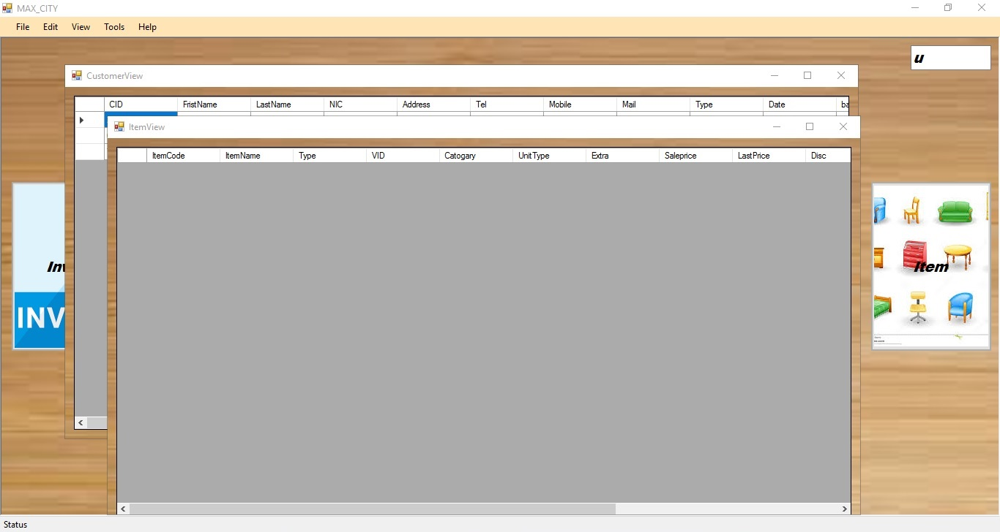 MAX_CITY
File Edit View Tools Help
u
CustomerView
CID FristName LastName NIC Address Tel Mobile Mail Type Date ba
ItemView
ItemCode ItemName Type VID Catogary UnitType Extra Saleprice LastPrice Disc
Inv
Item
INV
Status